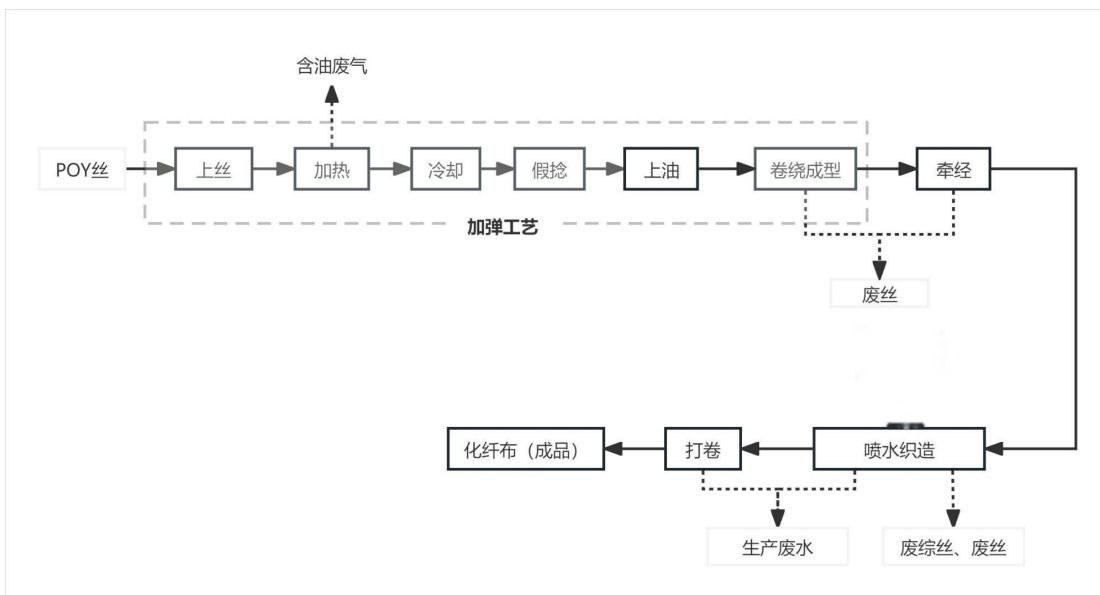 含油废气
POY丝
上丝
加热
冷却
假捻
上油
卷绕成型
牵经
加弹工艺
废丝
化纤布（成品）
打卷
喷水织造
生产废水
废综丝、废丝